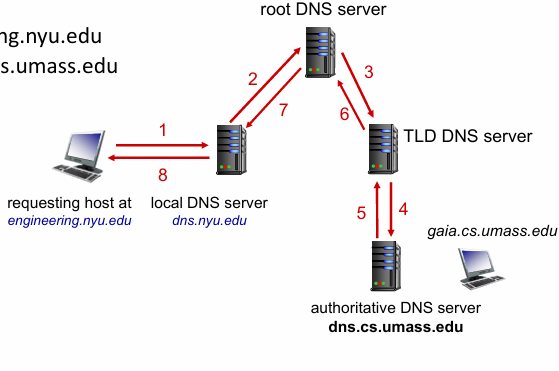 root DNS server
ng.nyu.edu
s.umass.edu
2
3
7
6
1
TLD DNS server
8
requesting host at
engineering.nyu.edu
local DNS server
dns.nyu.edu
5
4
gaia.cs.umass.edu
authoritative DNS server
dns.cs.umass.edu